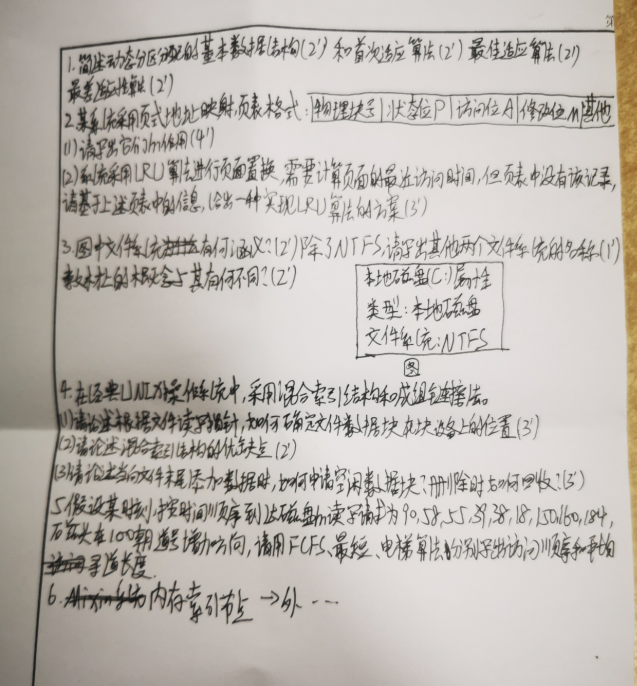 1.简述动态分区分配的基本数据结构(2')和首次适应算法(2')最佳适应算法(2')
最差适应算法(2')
2.某系统采用页式地址映射,页表格式:物理块号|状态位P|访问位A|修改位M|其他
(1)请写出它们的作用(4')
(2)系统采用LRU算法进行页面置换,需要计算页面的最近访问时间,但页表中没有该记录,
请基于上述页表中的信息,给出一种实现LRU算法的方案(3')
3.图中文件系统有何涵义?(2')除了NTFS,请写出其他两个文件系统的名称(1')
教材上的概念与其有何不同?(2')
本地磁盘(C:)属性
类型:本地磁盘
文件系统:NTFS
图
4.在经典UNIX操作系统中,采用混合索引结构和成组链接法。
(1)请论述根据文件读写指针,如何确定文件数据块在块设备上的位置(3')
(2)请论述混合索引结构的优缺点(2')
(3)请论述当向文件末尾添加数据时,如何申请空闲数据块?删除时如何回收?(3')
5.假设某时刻,按时间顺序到达磁盘的读写请求为90,58,55,39,38,18,150,160,184,
磁头在100朝道号增加方向,请用FCFS、最短、电梯算法分别写出访问顺序和平均
寻道长度.
6.内存索引节点→外…